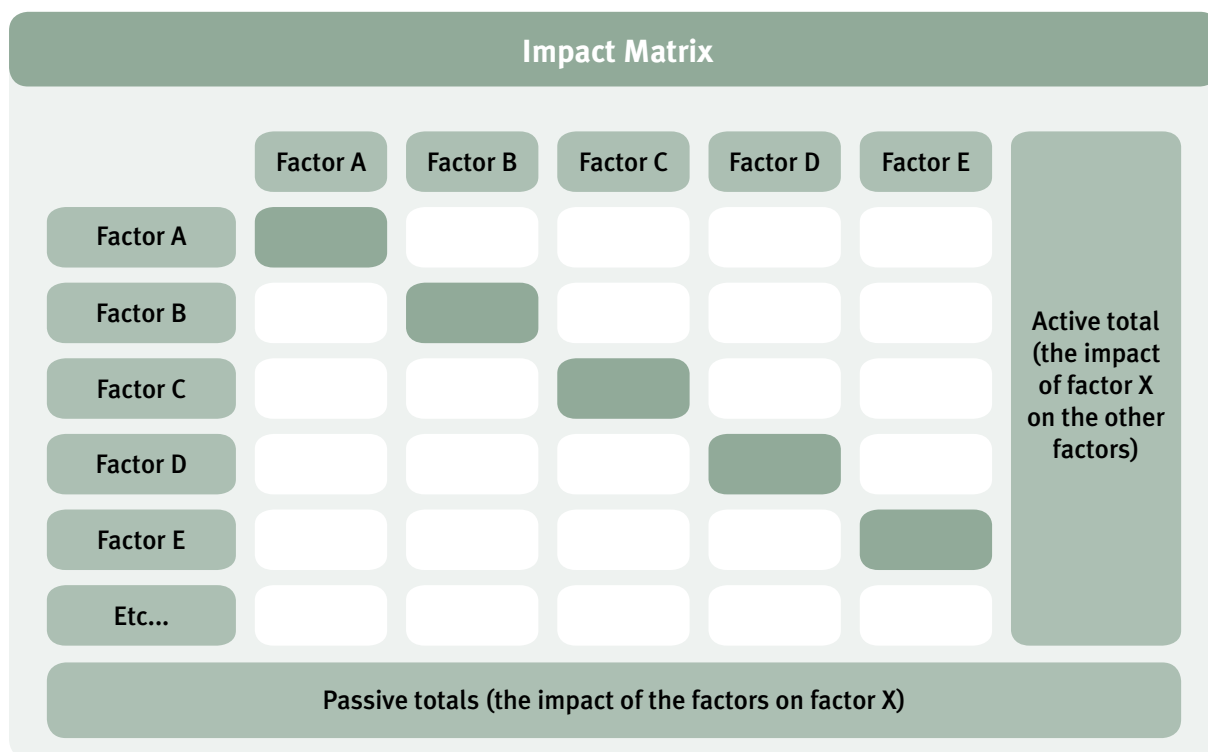 Impact Matrix
Factor A
Factor B
Factor C
Factor D
Factor E
Factor A
Factor B
Factor C
Factor D
Factor E
Etc...
Active total
(the impact
of factor X
on the other
factors)
Passive totals (the impact of the factors on factor X)